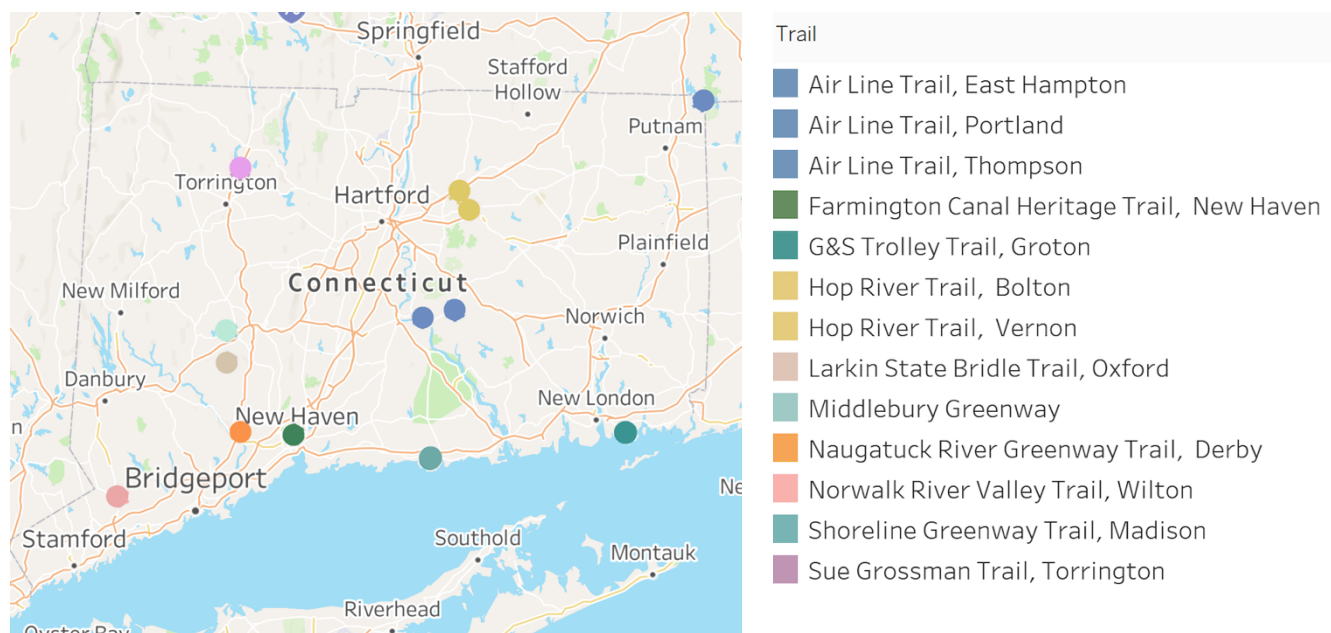 Springfield
Stafford
Hollow
Putnam
Torrington
Hartford
Plainfield
Connecticut
New Milford
Norwich
Danbury
New London
New Haven
Bridgeport
Ne
Stamford
Southold
Montauk
Riverhead
Oyster Bay
n
Trail
Air Line Trail, East Hampton
Air Line Trail, Portland
Air Line Trail, Thompson
Farmington Canal Heritage Trail,  New Haven
G&S Trolley Trail, Groton
Hop River Trail,  Bolton
Hop River Trail,  Vernon
Larkin State Bridle Trail, Oxford
Middlebury Greenway
Naugatuck River Greenway Trail,  Derby
Norwalk River Valley Trail, Wilton
Shoreline Greenway Trail, Madison
Sue Grossman Trail, Torrington